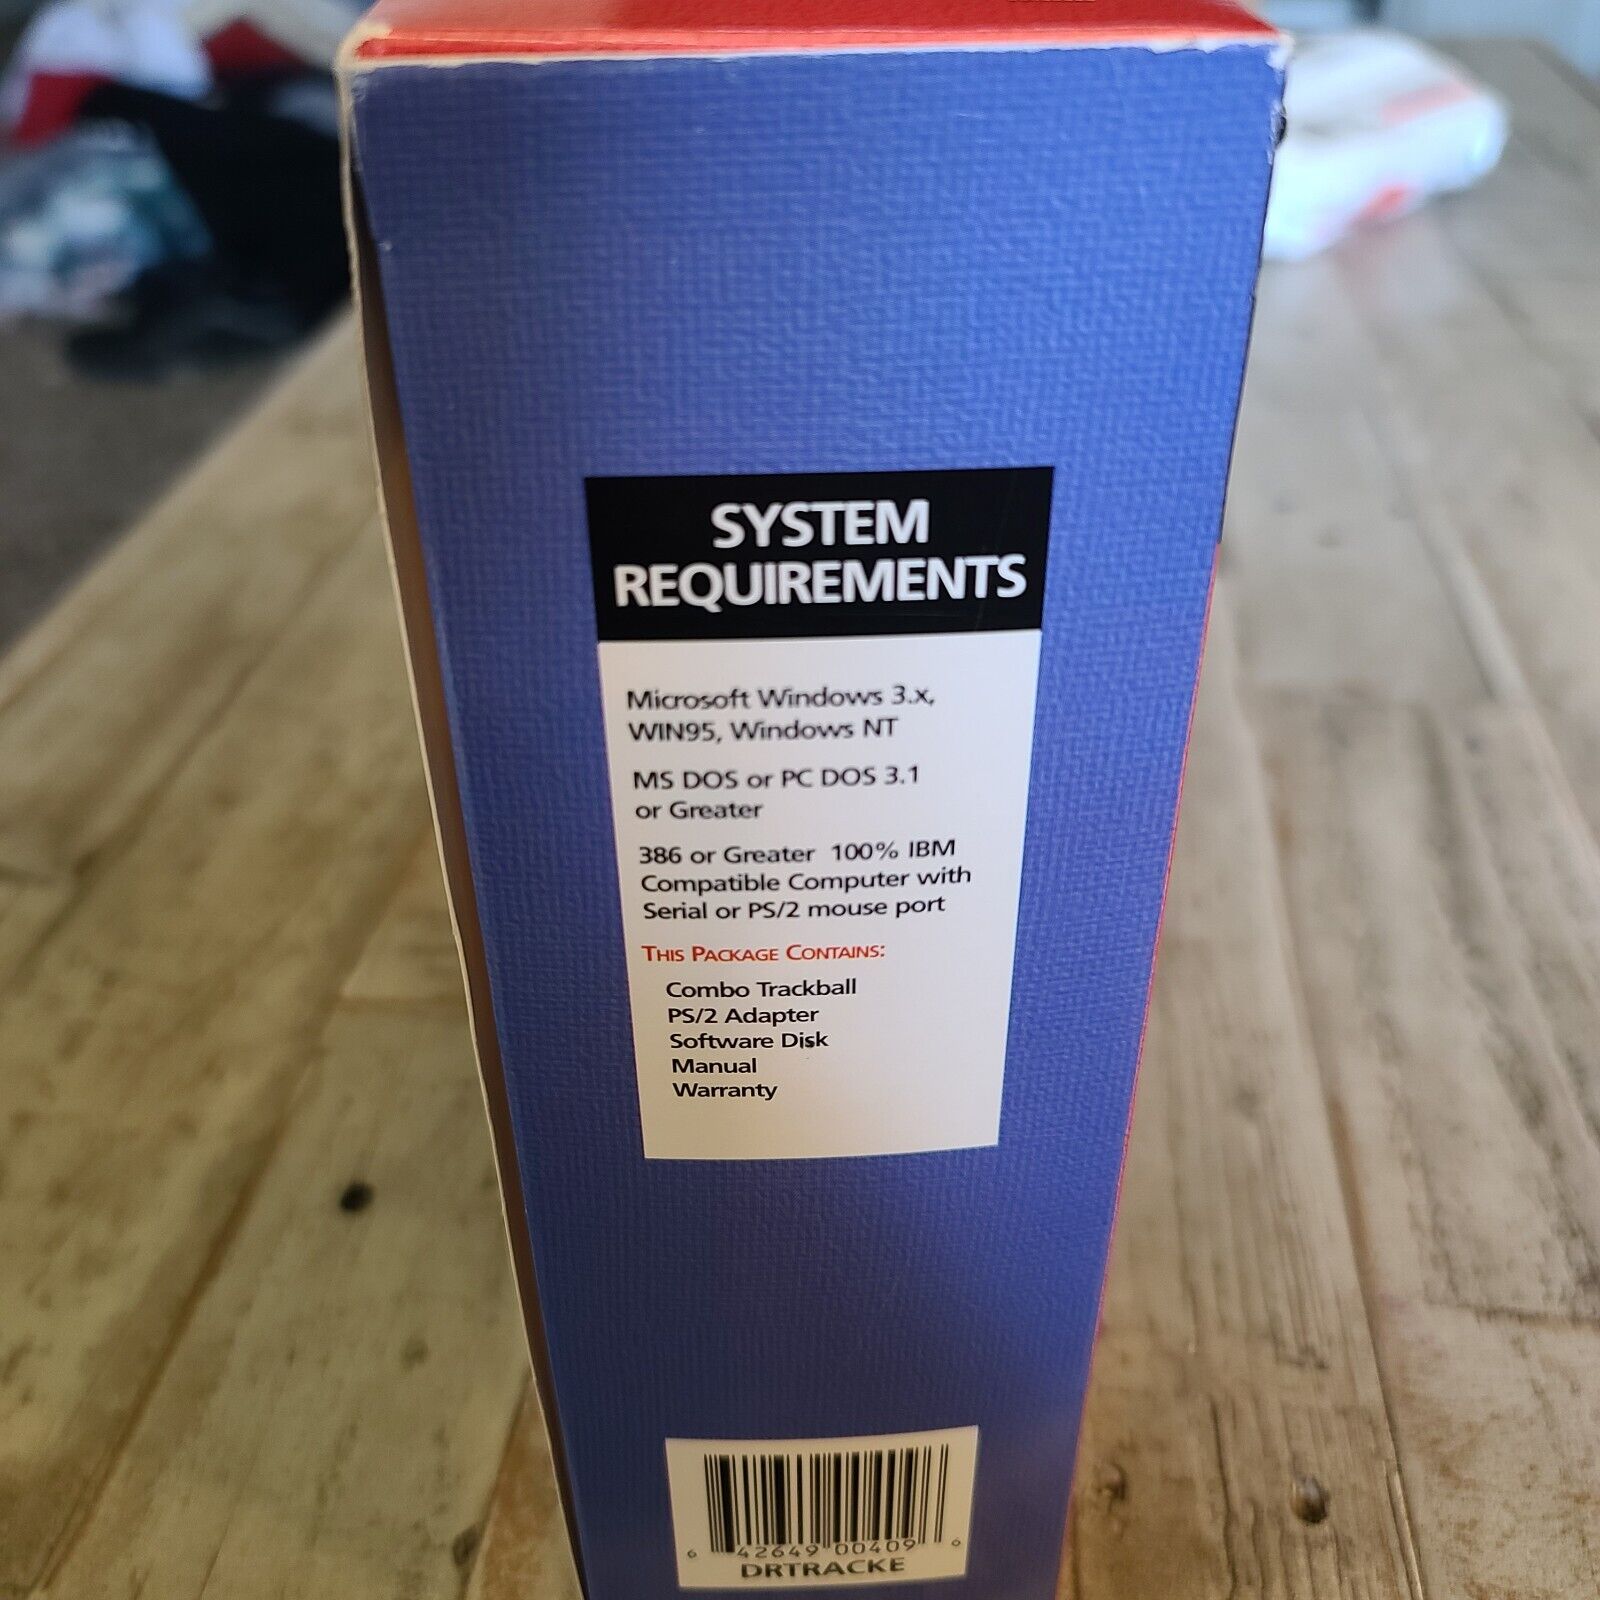 SYSTEM
REQUIREMENTS
Microsoft Windows 3.x,
WIN95, Windows NT
MS DOS or PC DOS 3.1
or Greater
386 or Greater 100% IBM
Compatible Computer with
Serial or PS/2 mouse port
THIS PACKAGE CONTAINS:
Combo Trackball
PS/2 Adapter
Software Disk
Manual
Warranty
6 42649 00409 6
DRTRACKE